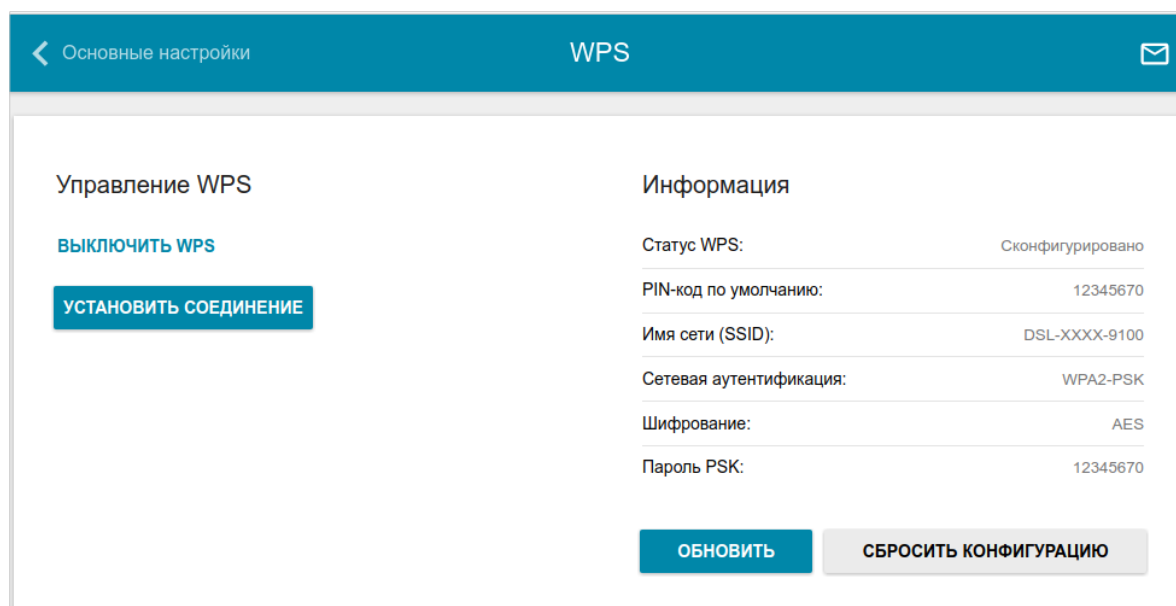 Основные настройки
WPS
Управление WPS
ВЫКЛЮЧИТЬ WPS
УСТАНОВИТЬ СОЕДИНЕНИЕ
Информация
Статус WPS: Сконфигурировано
PIN-код по умолчанию: 12345670
Имя сети (SSID): DSL-XXXX-9100
Сетевая аутентификация: WPA2-PSK
Шифрование: AES
Пароль PSK: 12345670
ОБНОВИТЬ
СБРОСИТЬ КОНФИГУРАЦИЮ